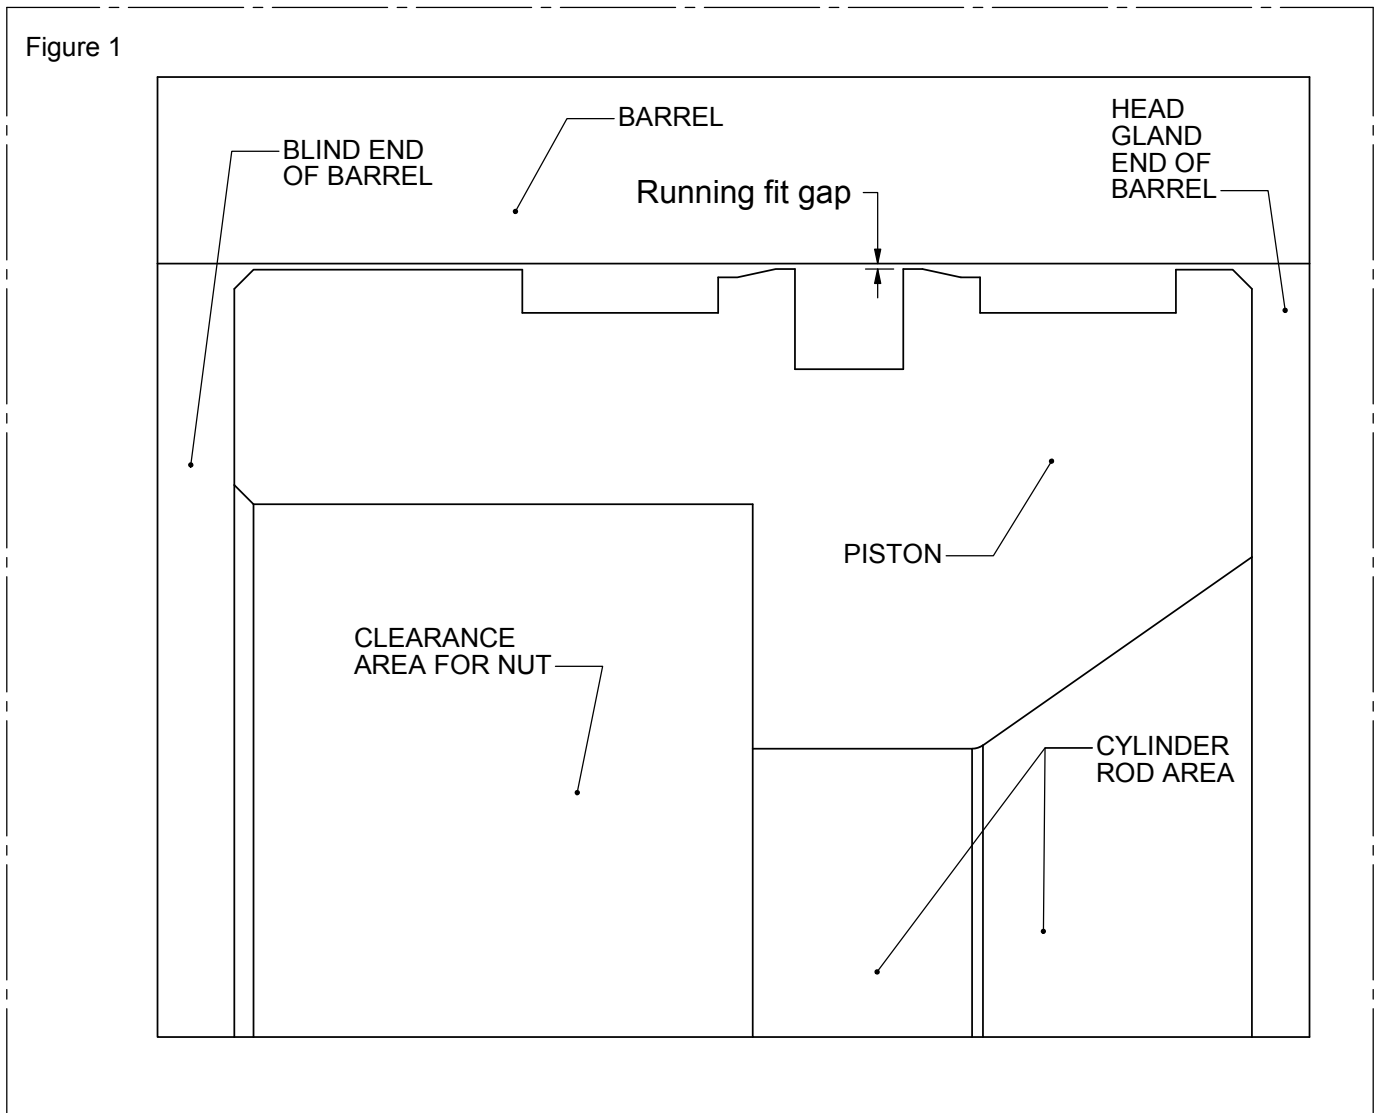 Figure 1
BARREL
HEAD
GLAND
END OF
BARREL
BLIND END
OF BARREL
Running fit gap
PISTON
CLEARANCE
AREA FOR NUT
CYLINDER
ROD AREA